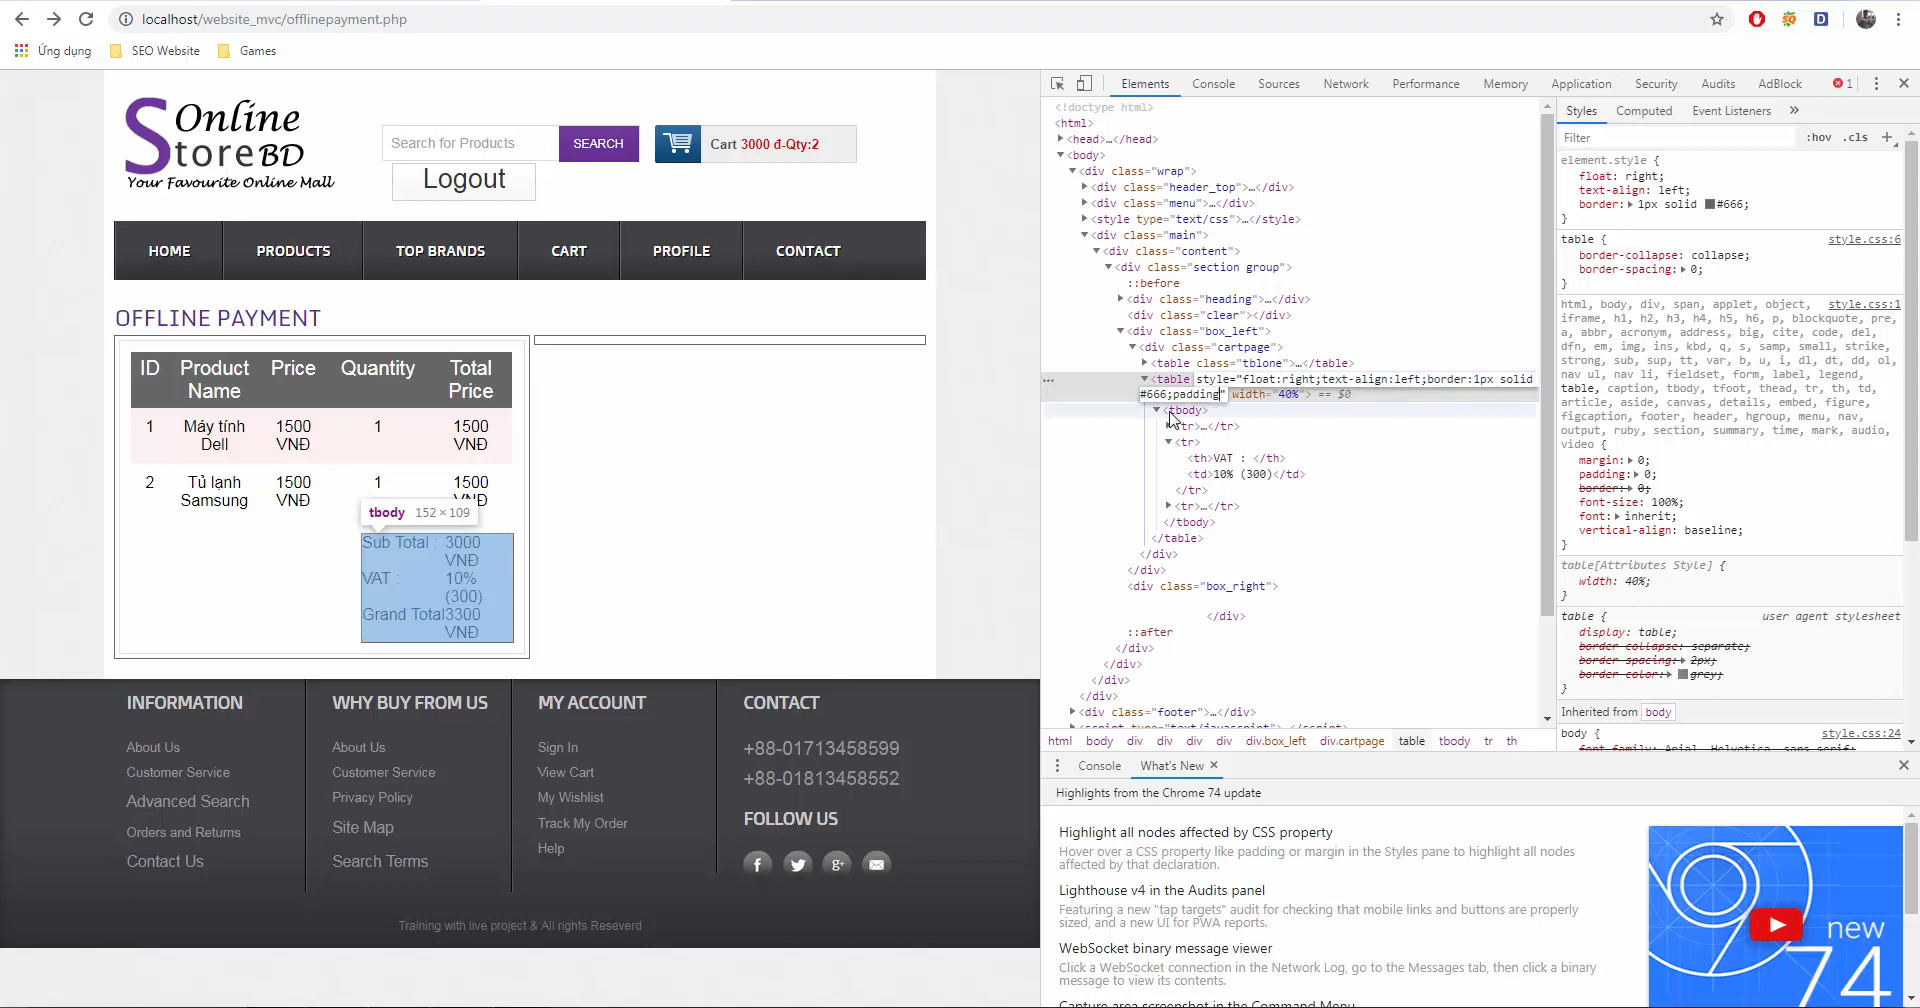 localhost/website_mvc/offlinepayment.php
Ứng dụng
SEO Website
Games
Online
Store BD
Your Favourite Online Mall
Search for Products
SEARCH
Cart 3000 đ-Qty:2
Logout
HOME
PRODUCTS
TOP BRANDS
CART
PROFILE
CONTACT
OFFLINE PAYMENT
ID Product Name Price Quantity Total Price
1 Máy tính Dell 1500 VNĐ 1 1500 VNĐ
2 Tủ lạnh Samsung 1500 VNĐ 1 1500 VNĐ
tbody 152 × 109
Sub Total : 3000 VNĐ
VAT : 10% (300)
Grand Total 3300 VNĐ
INFORMATION
About Us
Customer Service
Advanced Search
Orders and Returns
Contact Us
WHY BUY FROM US
About Us
Customer Service
Privacy Policy
Site Map
Search Terms
MY ACCOUNT
Sign In
View Cart
My Wishlist
Track My Order
Help
CONTACT
+88-01713458599
+88-01813458552
FOLLOW US
Training with live project & All rights Reseverd
Elements Console Sources Network Performance Memory Application Security Audits AdBlock 1
<!doctype html>
<html>
<head>…</head>
<body>
<div class="wrap">
<div class="header_top">…</div>
<div class="menu">…</div>
<style type="text/css">…</style>
<div class="main">
<div class="content">
<div class="section group">
::before
<div class="heading">…</div>
<div class="clear"></div>
<div class="box_left">
<div class="cartpage">
<table class="tblone">…</table>
<table style="float:right;text-align:left;border:1px solid
#666;padding" width="40%"> == $0
<tbody>
<tr>…</tr>
<tr>
<th>VAT : </th>
<td>10% (300)</td>
</tr>
<tr>…</tr>
</tbody>
</table>
</div>
</div>
<div class="box_right">
</div>
::after
</div>
</div>
</div>
</div>
<div class="footer">…</div>
<script type="text/javascript">…</script>
html body div div div div div.box_left div.cartpage table tbody tr th
Styles Computed Event Listeners
Filter :hov .cls
element.style {
float: right;
text-align: left;
border: 1px solid #666;
}
table { style.css:6
border-collapse: collapse;
border-spacing: 0;
}
html, body, div, span, applet, object, style.css:1
iframe, h1, h2, h3, h4, h5, h6, p, blockquote, pre,
a, abbr, acronym, address, big, cite, code, del,
dfn, em, img, ins, kbd, q, s, samp, small, strike,
strong, sub, sup, tt, var, b, u, i, dl, dt, dd, ol,
nav ul, nav li, fieldset, form, label, legend,
table, caption, tbody, tfoot, thead, tr, th, td,
article, aside, canvas, details, embed, figure,
figcaption, footer, header, hgroup, menu, nav,
output, ruby, section, summary, time, mark, audio,
video {
margin: 0;
padding: 0;
border: 0;
font-size: 100%;
font: inherit;
vertical-align: baseline;
}
table[Attributes Style] {
width: 40%;
}
table { user agent stylesheet
display: table;
border-collapse: separate;
border-spacing: 2px;
border-color: grey;
}
Inherited from body
body { style.css:24
font-family: Arial, Helvetica, sans-serif;
Console What's New
Highlights from the Chrome 74 update
Highlight all nodes affected by CSS property
Hover over a CSS property like padding or margin in the Styles pane to highlight all nodes
affected by that declaration.
Lighthouse v4 in the Audits panel
Featuring a new "tap targets" audit for checking that mobile links and buttons are properly
sized, and a new UI for PWA reports.
WebSocket binary message viewer
Click a WebSocket connection in the Network Log, go to the Messages tab, then click a binary
message to view its contents.
Capture area screenshot in the Command Menu
new
74